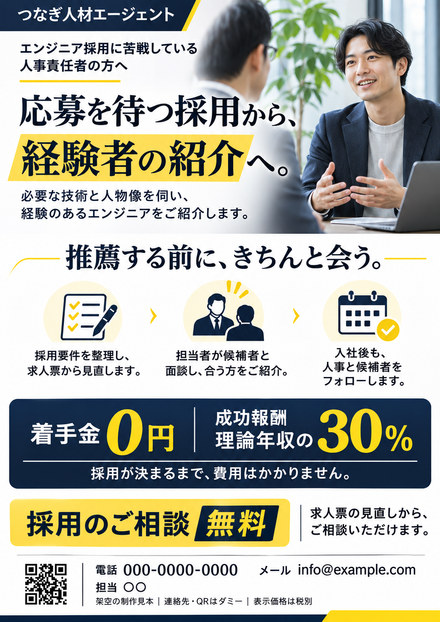 つなぎ人材エージェント
エンジニア採用に苦戦している
人事責任者の方へ
応募を待つ採用から、
経験者の紹介へ。
必要な技術と人物像を伺い、
経験のあるエンジニアをご紹介します。
推薦する前に、きちんと会う。
採用要件を整理し、
求人票から見直します。
担当者が候補者と
面談し、合う方をご紹介。
入社後も、
人事と候補者を
フォローします。
着手金0円
成功報酬
理論年収の30%
採用が決まるまで、費用はかかりません。
採用のご相談 無料
求人票の見直しから、
ご相談いただけます。
電話 000-0000-0000 メール info@example.com
担当 〇〇
架空の制作見本 | 連絡先・QRはダミー | 表示価格は税別